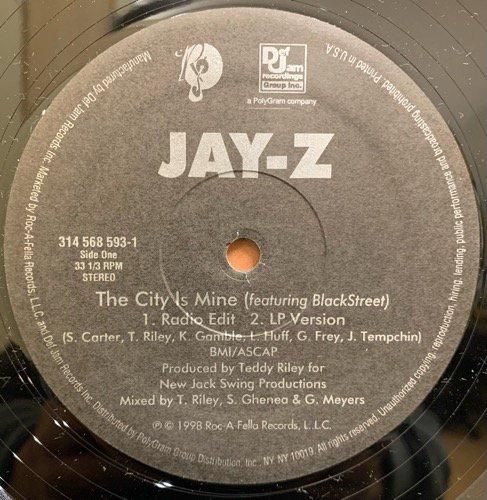 Def Jam
recordings
Group Inc.
a PolyGram company
JAY-Z
314 568 593-1
Side One
33 1/3 RPM
STEREO
The City Is Mine (featuring BlackStreet)
1. Radio Edit 2. LP Version
(S. Carter, T. Riley, K. Gamble, L. Huff, G. Frey, J. Tempchin)
BMI/ASCAP
Produced by Teddy Riley for
New Jack Swing Productions
Mixed by T. Riley, S. Ghenea & G. Meyers
℗ © 1998 Roc-A-Fella Records, L.L.C.
Manufactured by Def Jam Records Inc. Marketed by Roc-A-Fella Records, L.L.C and Def Jam Records Inc. Distributed by PolyGram Group Distribution, Inc., NY, NY 10019. All rights reserved. Unauthorized copying, reproduction, hiring, lending, public performance and broadcasting prohibited. Printed in U.S.A.